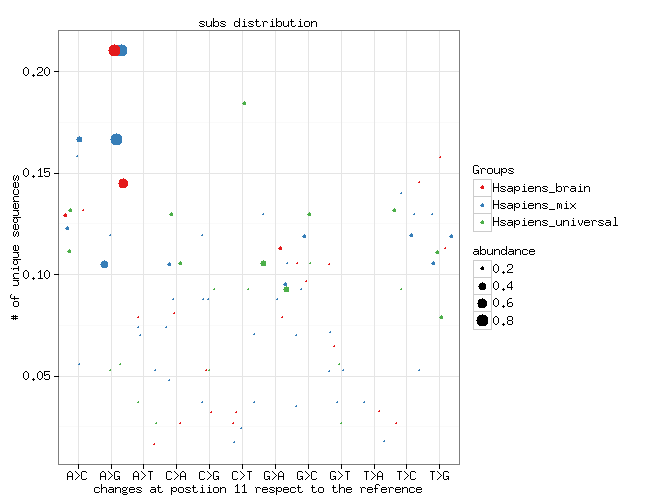 subs distribution
# of unique sequences
0.20
0.15
0.10
0.05
A>C A>G A>T C>A C>G C>T G>A G>C G>T T>A T>C T>G
changes at postiion 11 respect to the reference
Groups
Hsapiens_brain
Hsapiens_mix
Hsapiens_universal
abundance
0.2
0.4
0.6
0.8